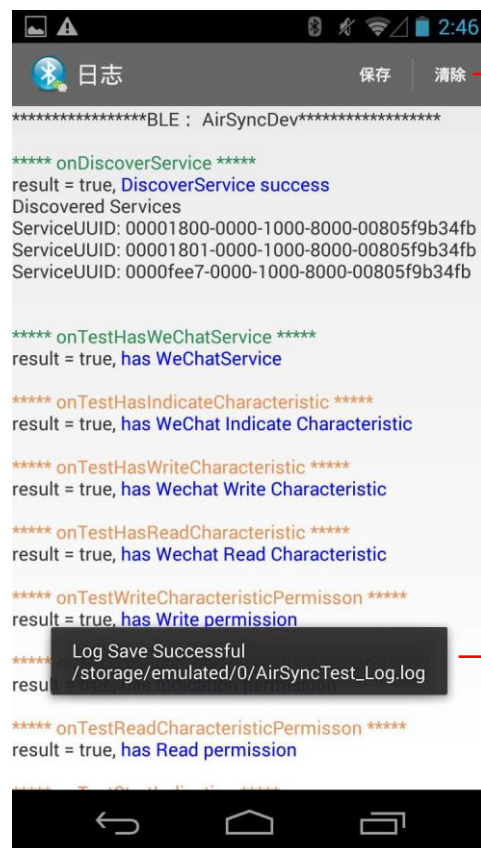 2:46
日志
保存
清除
*****************BLE : AirSyncDev******************
***** onDiscoverService *****
result = true, DiscoverService success
Discovered Services
ServiceUUID: 00001800-0000-1000-8000-00805f9b34fb
ServiceUUID: 00001801-0000-1000-8000-00805f9b34fb
ServiceUUID: 0000fee7-0000-1000-8000-00805f9b34fb
***** onTestHasWeChatService *****
result = true, has WeChatService
***** onTestHasIndicateCharacteristic *****
result = true, has WeChat Indicate Characteristic
***** onTestHasWriteCharacteristic *****
result = true, has Wechat Write Characteristic
***** onTestHasReadCharacteristic *****
result = true, has Wechat Read Characteristic
***** onTestWriteCharacteristicPermisson *****
result = true, has Write permission
*****
resu
Log Save Successful
/storage/emulated/0/AirSyncTest_Log.log
***** onTestReadCharacteristicPermisson *****
result = true, has Read permission